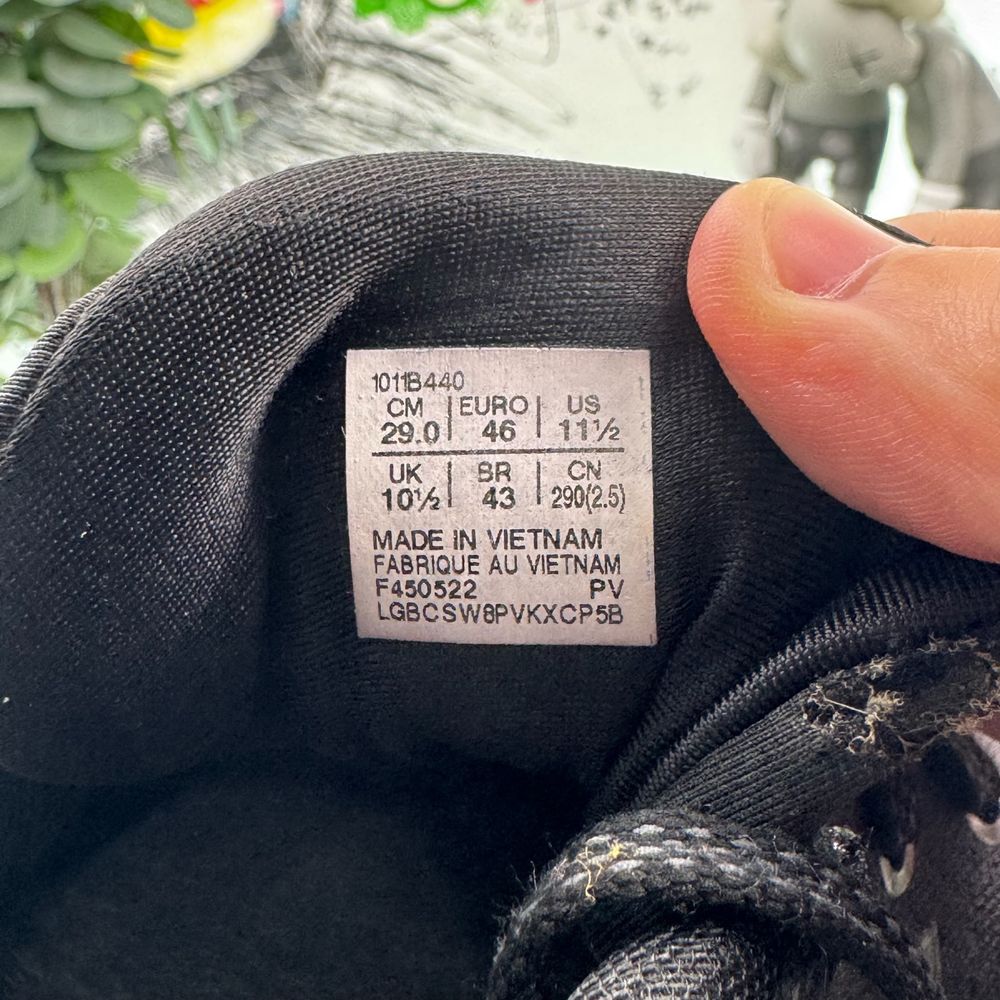 1011B440
CM EURO US
29.0 46 11½
UK BR CN
10½ 43 290(2.5)
MADE IN VIETNAM
FABRIQUE AU VIETNAM
F450522 PV
LGBCSW8PVKXCP5B